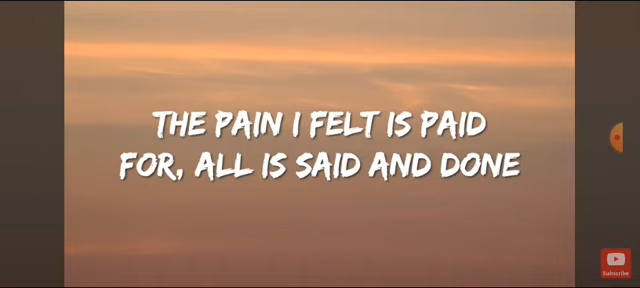 THE PAIN I FELT IS PAID
FOR, ALL IS SAID AND DONE
Subscribe